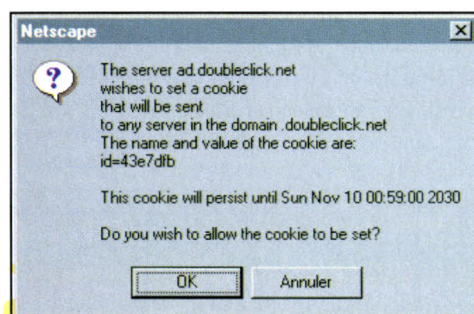 Netscape
The server ad.doubleclick.net
wishes to set a cookie
that will be sent
to any server in the domain .doubleclick.net
The name and value of the cookie are:
id=43e7dfb
This cookie will persist until Sun Nov 10 00:59:00 2030
Do you wish to allow the cookie to be set?
OK Annuler